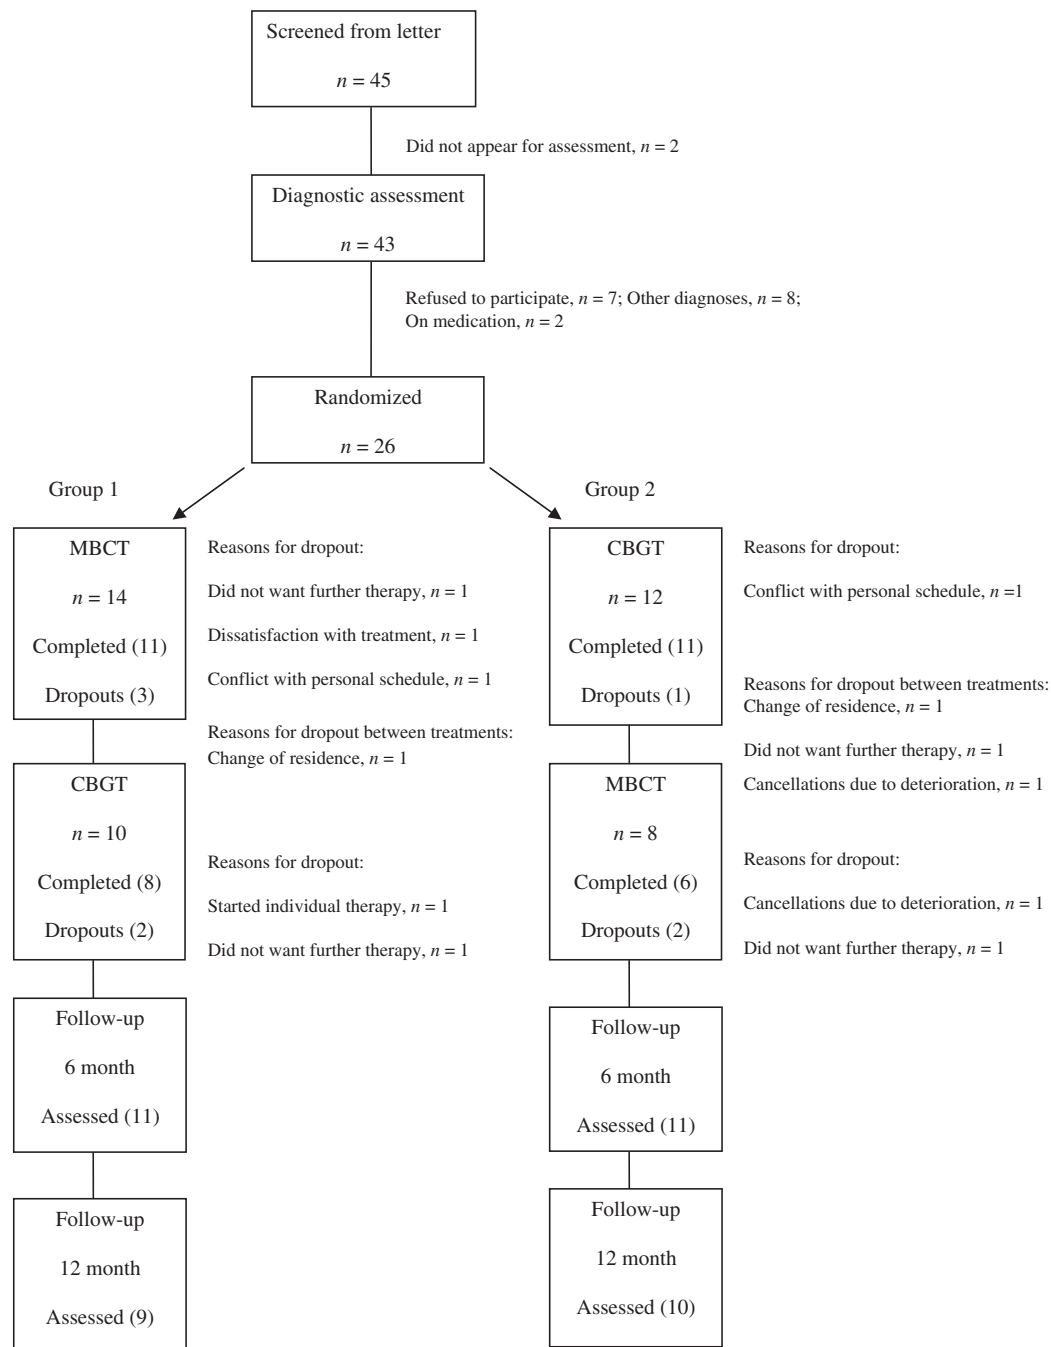 Screened from letter
n = 45
Did not appear for assessment, n = 2
Diagnostic assessment
n = 43
Refused to participate, n = 7; Other diagnoses, n = 8;
On medication, n = 2
Randomized
n = 26
Group 1
MBCT
n = 14
Completed (11)
Dropouts (3)
Reasons for dropout:
Did not want further therapy, n = 1
Dissatisfaction with treatment, n = 1
Conflict with personal schedule, n = 1
Reasons for dropout between treatments:
Change of residence, n = 1
CBGT
n = 10
Completed (8)
Dropouts (2)
Reasons for dropout:
Started individual therapy, n = 1
Did not want further therapy, n = 1
Follow-up
6 month
Assessed (11)
Follow-up
12 month
Assessed (9)
Group 2
CBGT
n = 12
Completed (11)
Dropouts (1)
Reasons for dropout:
Conflict with personal schedule, n =1
Reasons for dropout between treatments:
Change of residence, n = 1
Did not want further therapy, n = 1
Cancellations due to deterioration, n = 1
MBCT
n = 8
Completed (6)
Dropouts (2)
Reasons for dropout:
Cancellations due to deterioration, n = 1
Did not want further therapy, n = 1
Follow-up
6 month
Assessed (11)
Follow-up
12 month
Assessed (10)